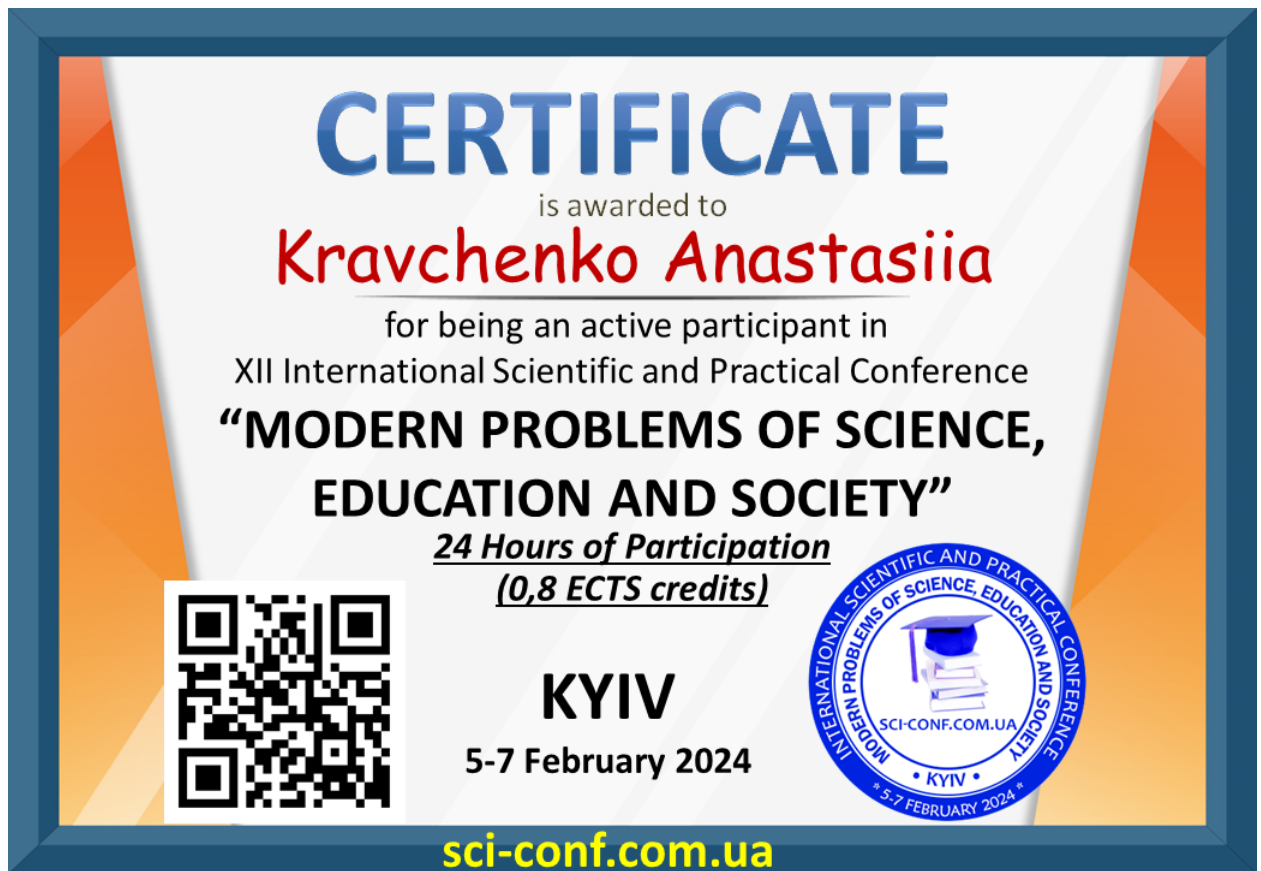 CERTIFICATE
is awarded to
Kravchenko Anastasiia
for being an active participant in
XII International Scientific and Practical Conference
“MODERN PROBLEMS OF SCIENCE,
EDUCATION AND SOCIETY”
24 Hours of Participation
(0,8 ECTS credits)
KYIV
5-7 February 2024
INTERNATIONAL SCIENTIFIC AND PRACTICAL CONFERENCE
MODERN PROBLEMS OF SCIENCE, EDUCATION AND SOCIETY
SCI-CONF.COM.UA
• KYIV •
* 5-7 FEBRUARY 2024 *
sci-conf.com.ua